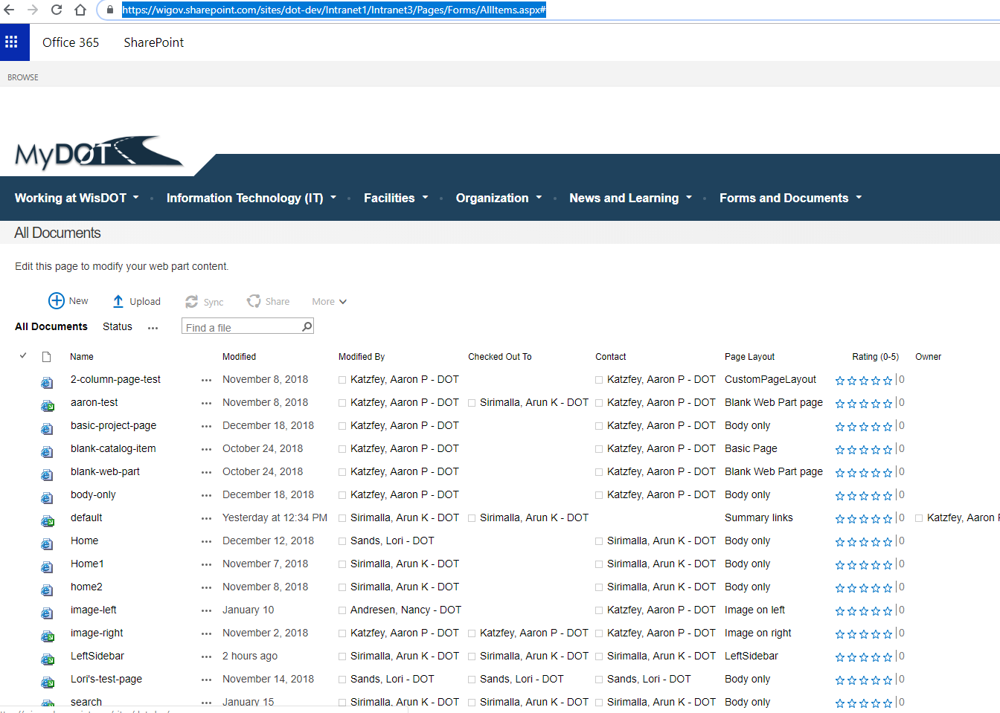 https://wigov.sharepoint.com/sites/dot-dev/Intranet1/Intranet3/Pages/Forms/AllItems.aspx#
Office 365 SharePoint
BROWSE
MyDOT
Working at WisDOT Information Technology (IT) Facilities Organization News and Learning Forms and Documents
All Documents
Edit this page to modify your web part content.
New Upload Sync Share More
All Documents Status ... Find a file
Name Modified Modified By Checked Out To Contact Page Layout Rating (0-5) Owner
2-column-page-test ... November 8, 2018 Katzfey, Aaron P - DOT Katzfey, Aaron P - DOT CustomPageLayout 0
aaron-test ... November 8, 2018 Katzfey, Aaron P - DOT Sirimalla, Arun K - DOT Katzfey, Aaron P - DOT Blank Web Part page 0
basic-project-page ... December 18, 2018 Katzfey, Aaron P - DOT Katzfey, Aaron P - DOT Body only 0
blank-catalog-item ... October 24, 2018 Katzfey, Aaron P - DOT Katzfey, Aaron P - DOT Basic Page 0
blank-web-part ... October 24, 2018 Katzfey, Aaron P - DOT Katzfey, Aaron P - DOT Blank Web Part page 0
body-only ... December 18, 2018 Katzfey, Aaron P - DOT Katzfey, Aaron P - DOT Body only 0
default ... Yesterday at 12:34 PM Sirimalla, Arun K - DOT Sirimalla, Arun K - DOT Summary links 0 Katzfey, Aaron P
Home ... December 12, 2018 Sands, Lori - DOT Sirimalla, Arun K - DOT Body only 0
Home1 ... November 7, 2018 Sirimalla, Arun K - DOT Sirimalla, Arun K - DOT Body only 0
home2 ... November 8, 2018 Sirimalla, Arun K - DOT Sirimalla, Arun K - DOT Body only 0
image-left ... January 10 Andresen, Nancy - DOT Katzfey, Aaron P - DOT Image on left 0
image-right ... November 2, 2018 Katzfey, Aaron P - DOT Katzfey, Aaron P - DOT Katzfey, Aaron P - DOT Image on right 0
LeftSidebar ... 2 hours ago Sirimalla, Arun K - DOT Sirimalla, Arun K - DOT Sirimalla, Arun K - DOT LeftSidebar 0
Lori's-test-page ... November 14, 2018 Sands, Lori - DOT Sands, Lori - DOT Sands, Lori - DOT Body only 0
search ... January 15 Sirimalla, Arun K - DOT Sirimalla, Arun K - DOT Sirimalla, Arun K - DOT Body only 0